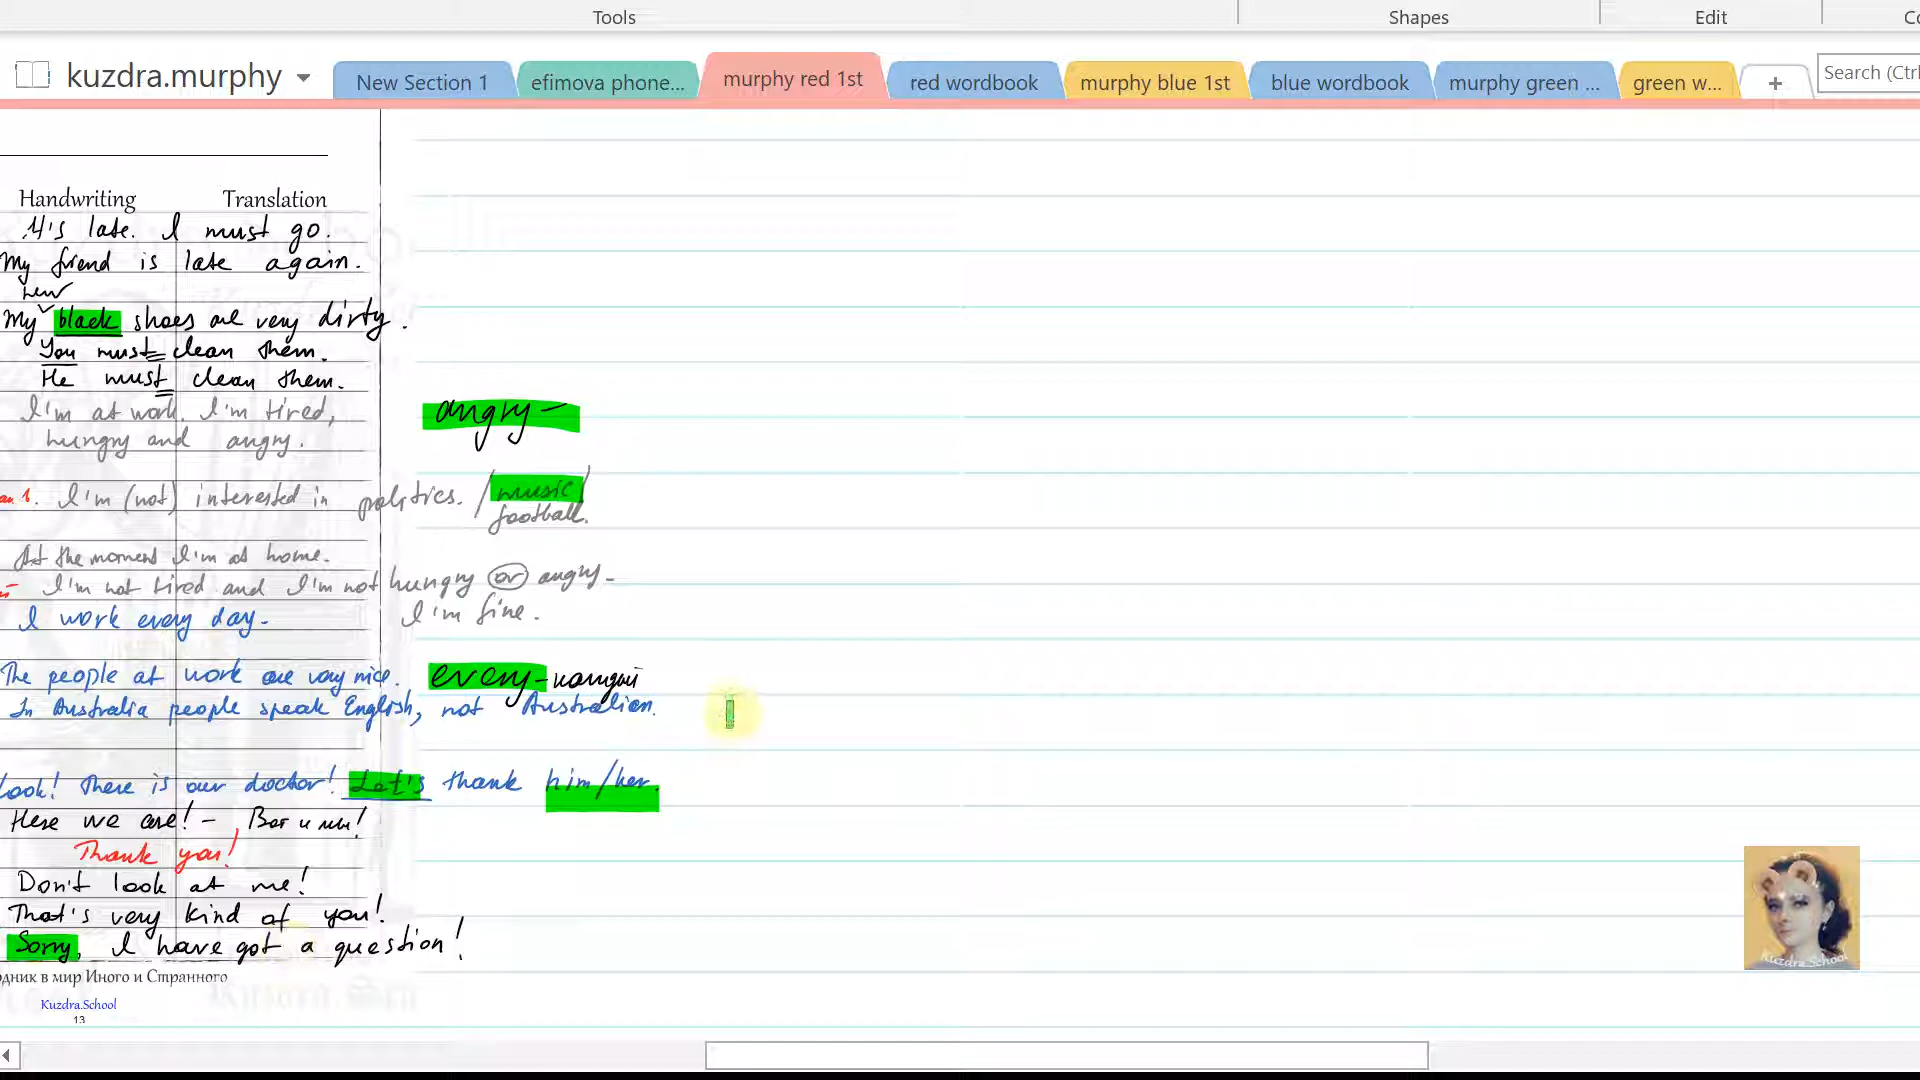 Tools Shapes Edit
kuzdra.murphy New Section 1 efimova phone... murphy red 1st red wordbook murphy blue 1st blue wordbook murphy green ... green w... + Search (Ctrl
Handwriting Translation
It's late. I must go.
My friend is late again.
new
My black shoes are very dirty.
You must clean them.
He must clean them.
I'm at work. I'm tired,
hungry and angry.
angry –
I'm (not) interested in politics. / music /
football.
At the moment I'm at home.
I'm not tired and I'm not hungry or angry.
I'm fine.
I work every day.
The people at work are very nice.
every – каждый
In Australia people speak English, not Australian.
Look! There is our doctor! Let's thank him/her.
Here we are! – Вот и мы!
Thank you!
Don't look at me!
That's very kind of you!
Sorry, I have got a question!
одник в мир Иного и Странного
Kuzdra.School
13
Kuzdra.School